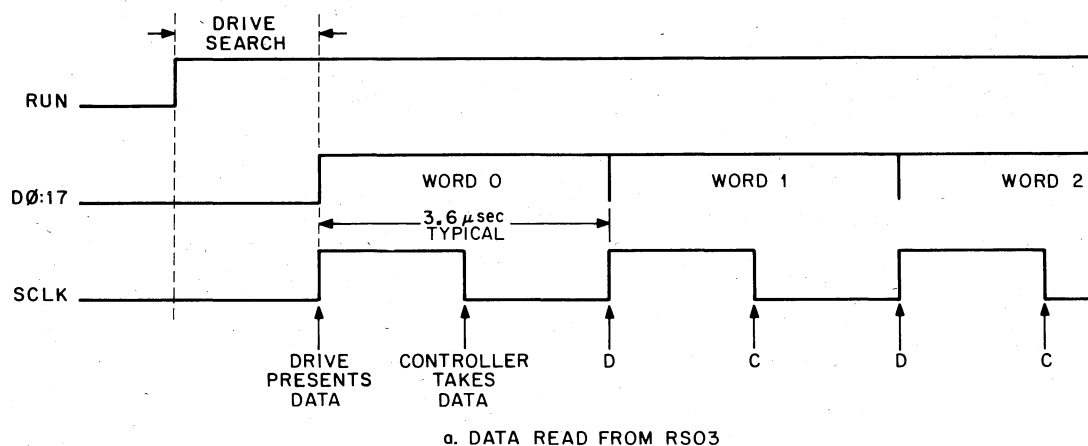 DRIVE
SEARCH
RUN
DØ:17
WORD 0
WORD 1
WORD 2
3.6 µsec
TYPICAL
SCLK
DRIVE
PRESENTS
DATA
CONTROLLER
TAKES
DATA
D
C
D
C
a. DATA READ FROM RS03